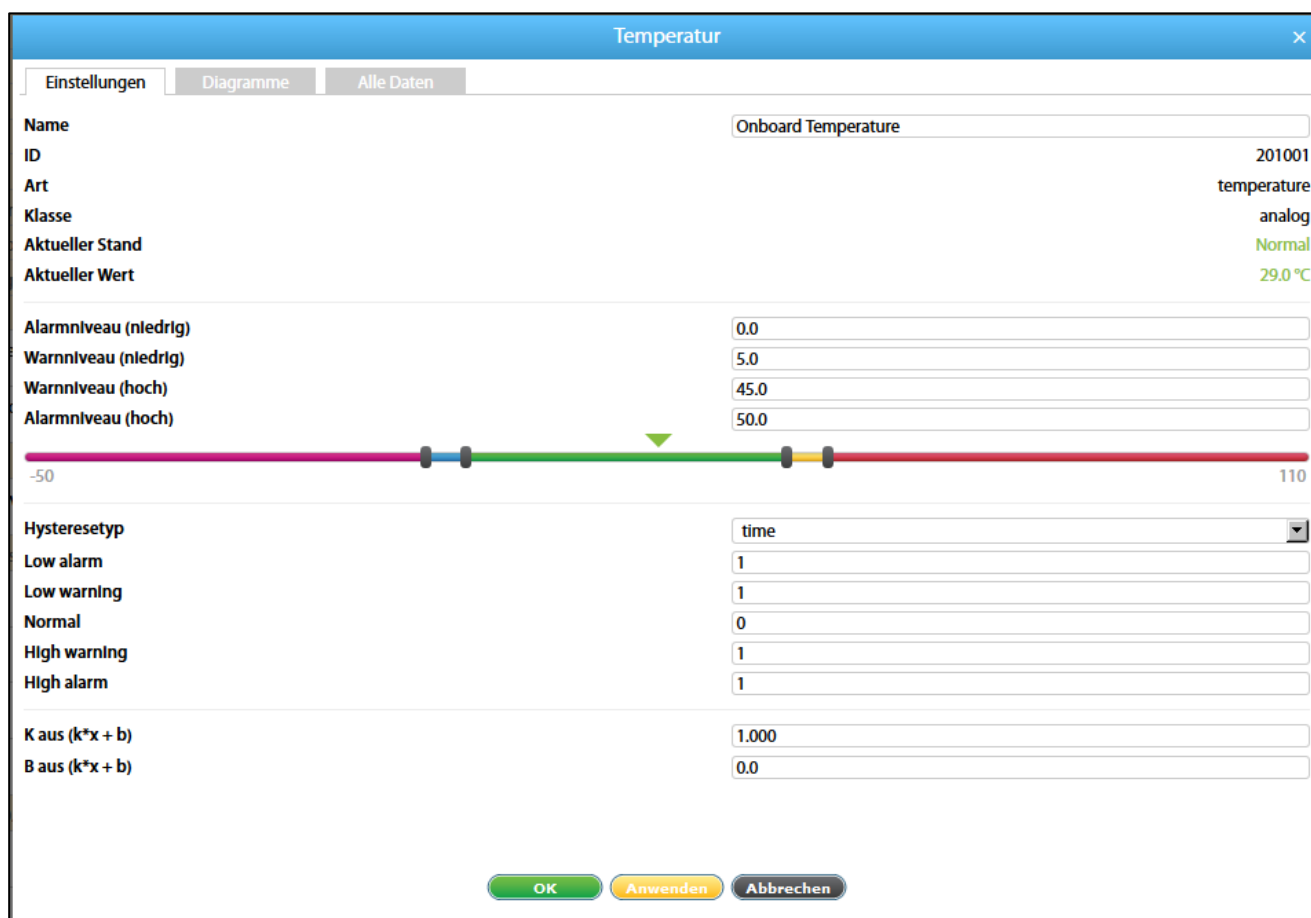 Temperatur ×
Einstellungen Diagramme Alle Daten
Name Onboard Temperature
ID 201001
Art temperature
Klasse analog
Aktueller Stand Normal
Aktueller Wert 29.0 °C
Alarmniveau (niedrig) 0.0
Warnniveau (niedrig) 5.0
Warnniveau (hoch) 45.0
Alarmniveau (hoch) 50.0
-50 110
Hysteresetyp time
Low alarm 1
Low warning 1
Normal 0
High warning 1
High alarm 1
K aus (k*x + b) 1.000
B aus (k*x + b) 0.0
OK Anwenden Abbrechen